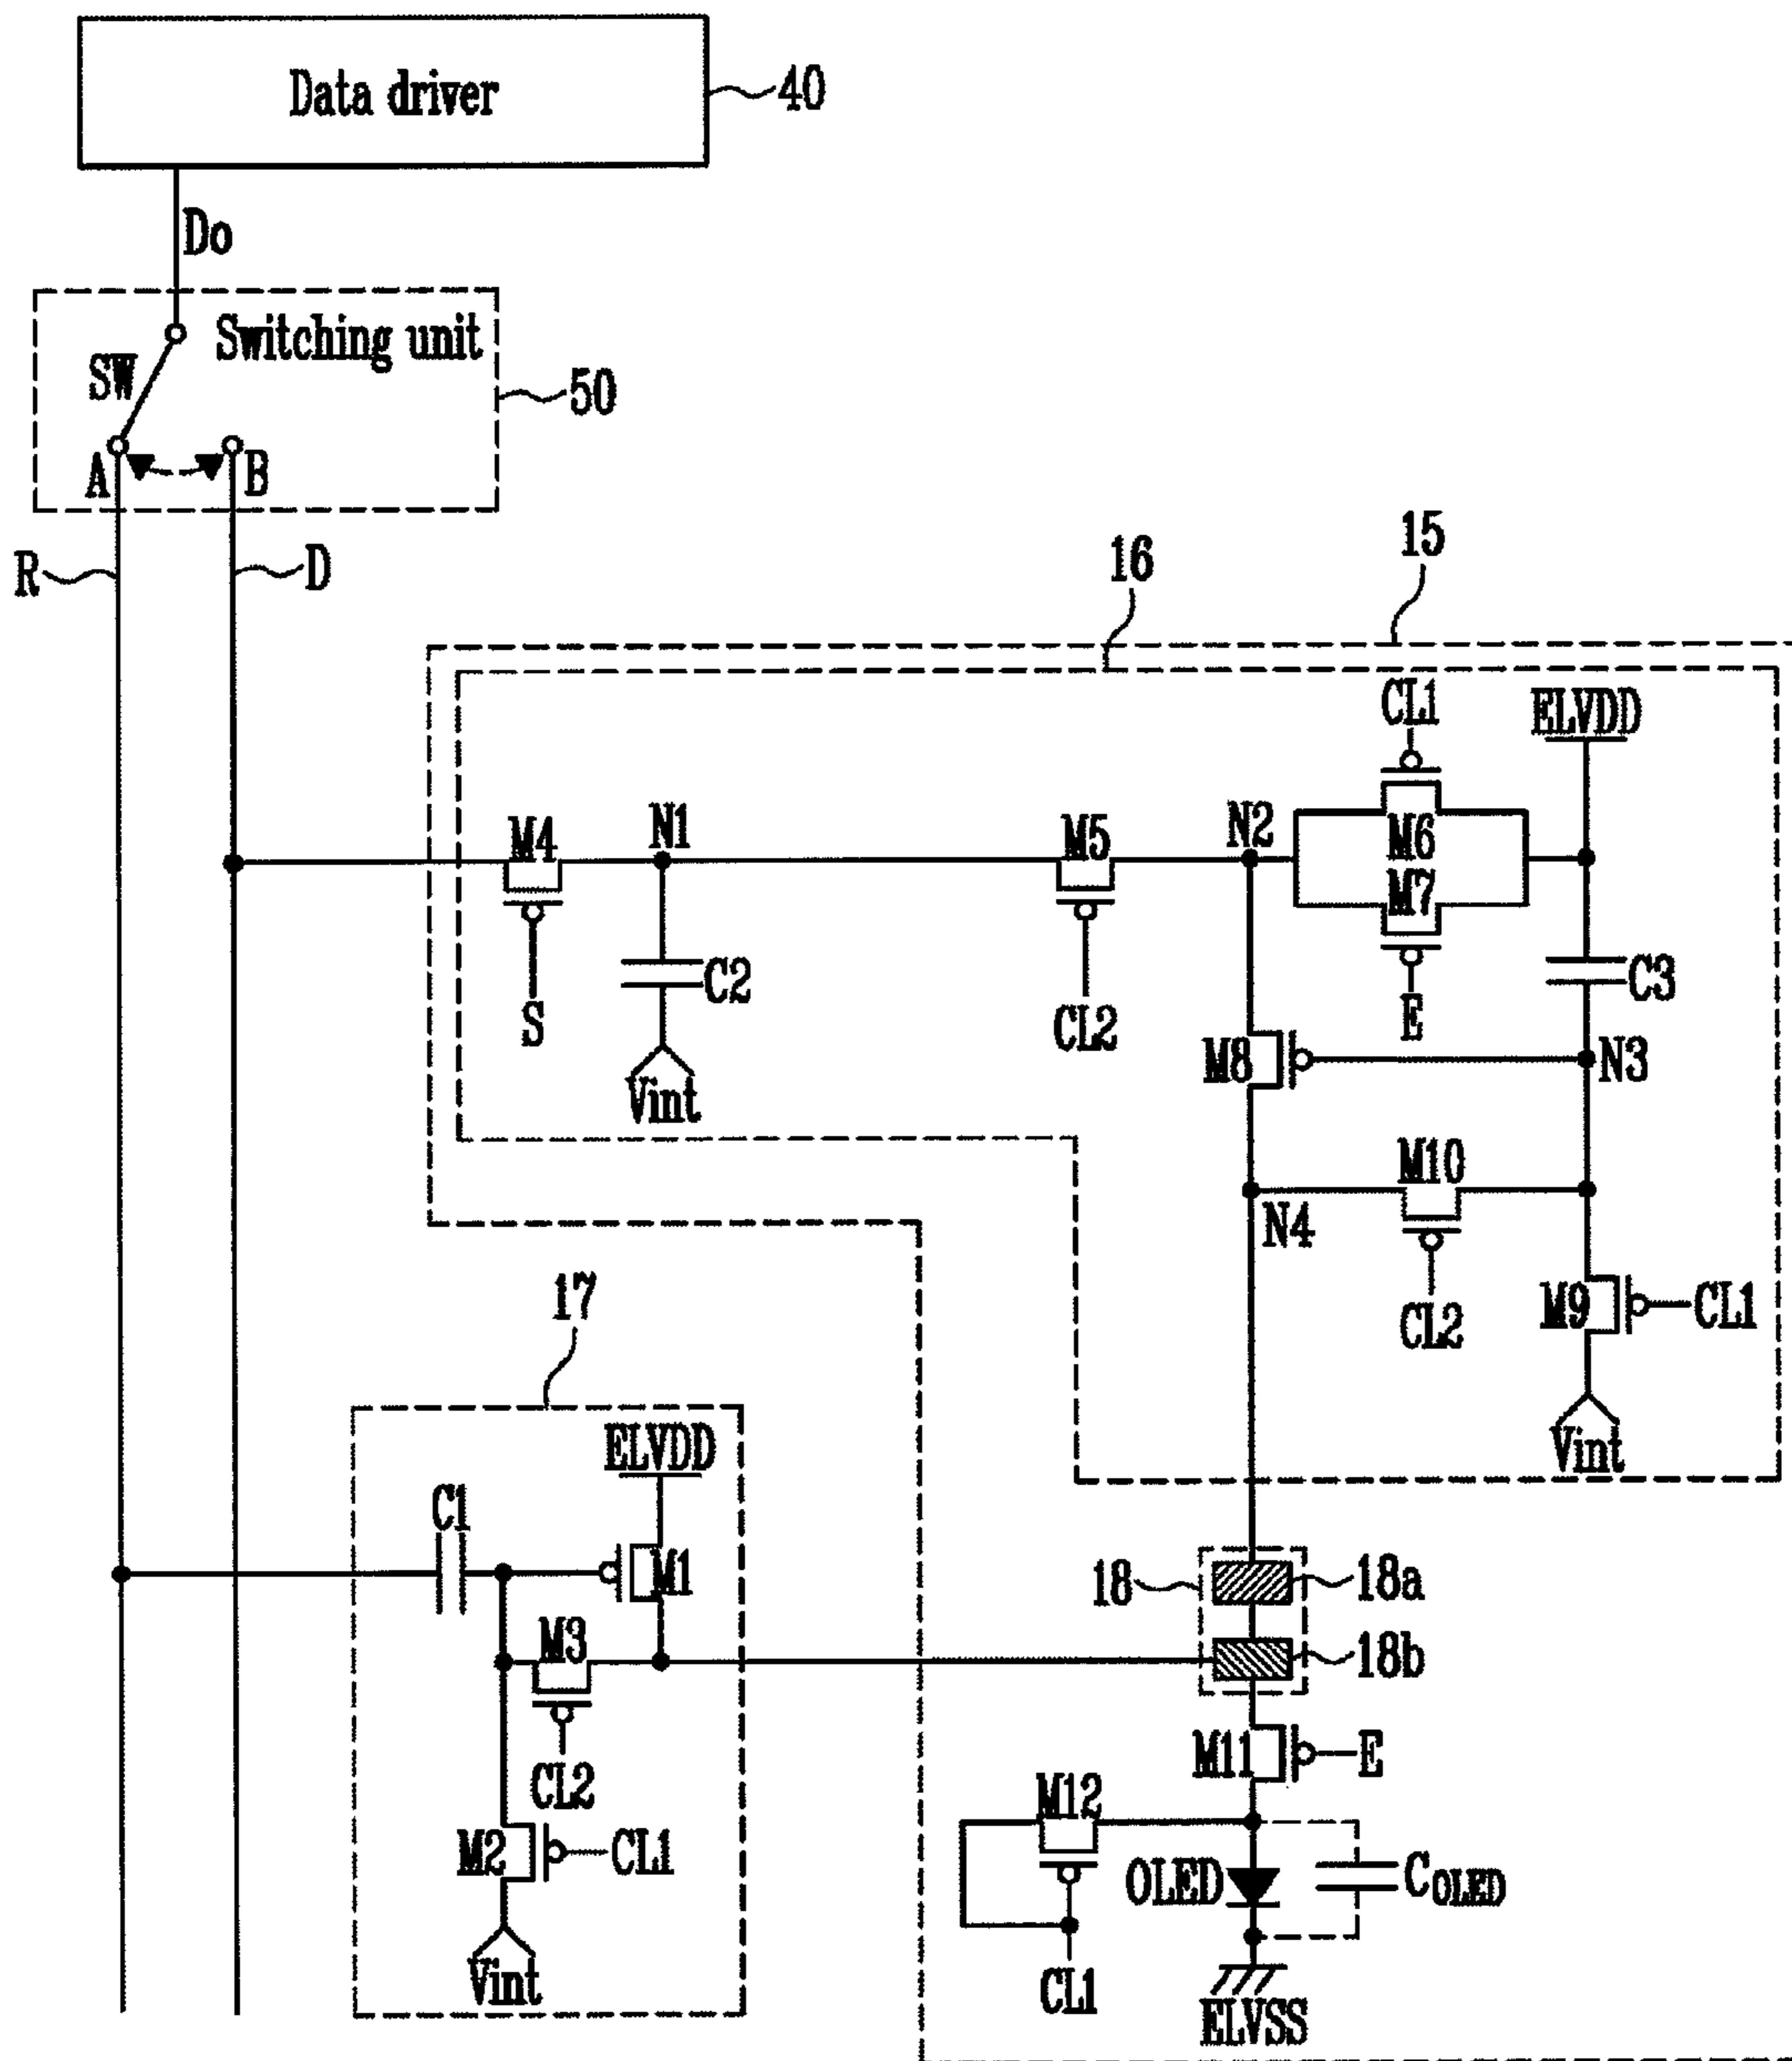 Data driver
40
Do
Switching unit
SW
50
A
B
R
D
15
16
CL1
ELVDD
M4
N1
M5
N2
M6
M7
C2
S
CL2
E
C3
Vint
M8
N3
M10
N4
CL2
M9
CL1
Vint
17
ELVDD
C1
M1
18
18a
M3
18b
CL2
M11
E
M12
M2
CL1
OLED
COLED
Vint
CL1
ELVSS